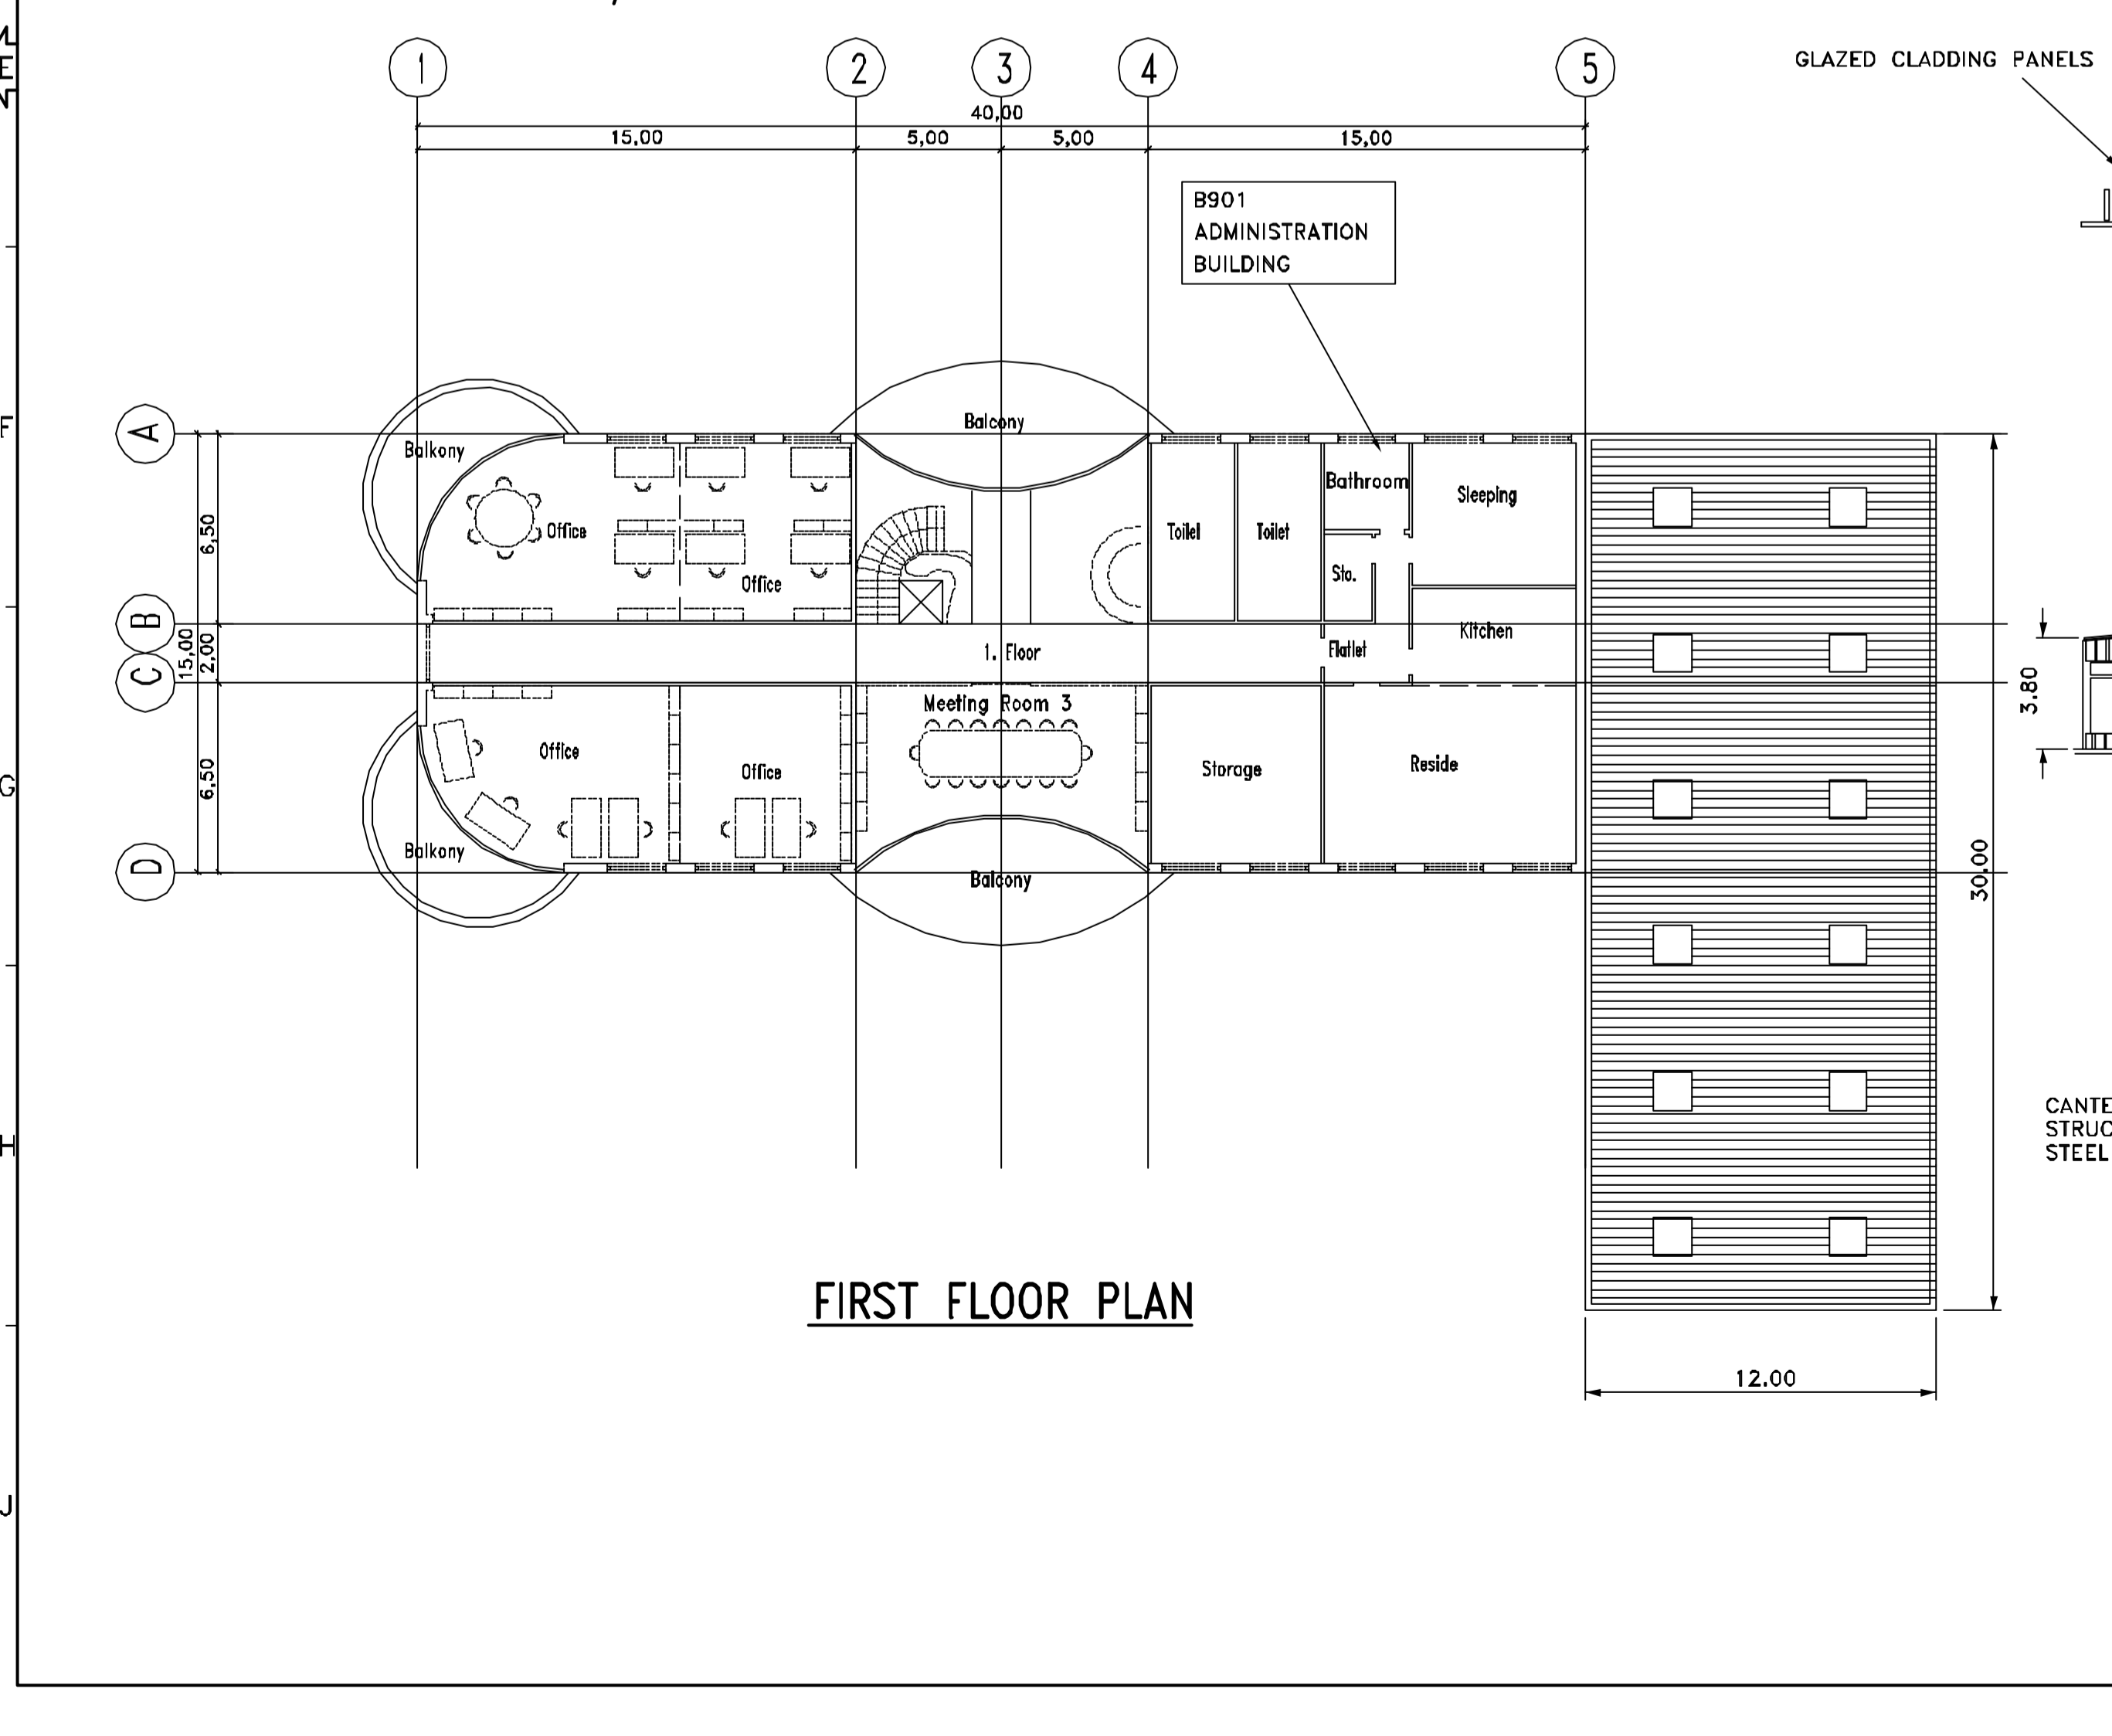 1
2
3
4
5
GLAZED CLADDING PANELS
40,00
15,00
5,00
5,00
15,00
B901
ADMINISTRATION
BUILDING
F
A
Balcony
Balkony
6,50
Bathroom
Sleeping
Office
Toilet
Toilet
Sto.
Office
B
15,00
2,00
1. Floor
Flatlet
Kitchen
C
3.80
Meeting Room 3
Office
Office
Storage
Reside
6,50
G
Balkony
D
Balcony
30.00
CANTE
STRUC
STEEL
H
FIRST FLOOR PLAN
12.00
J